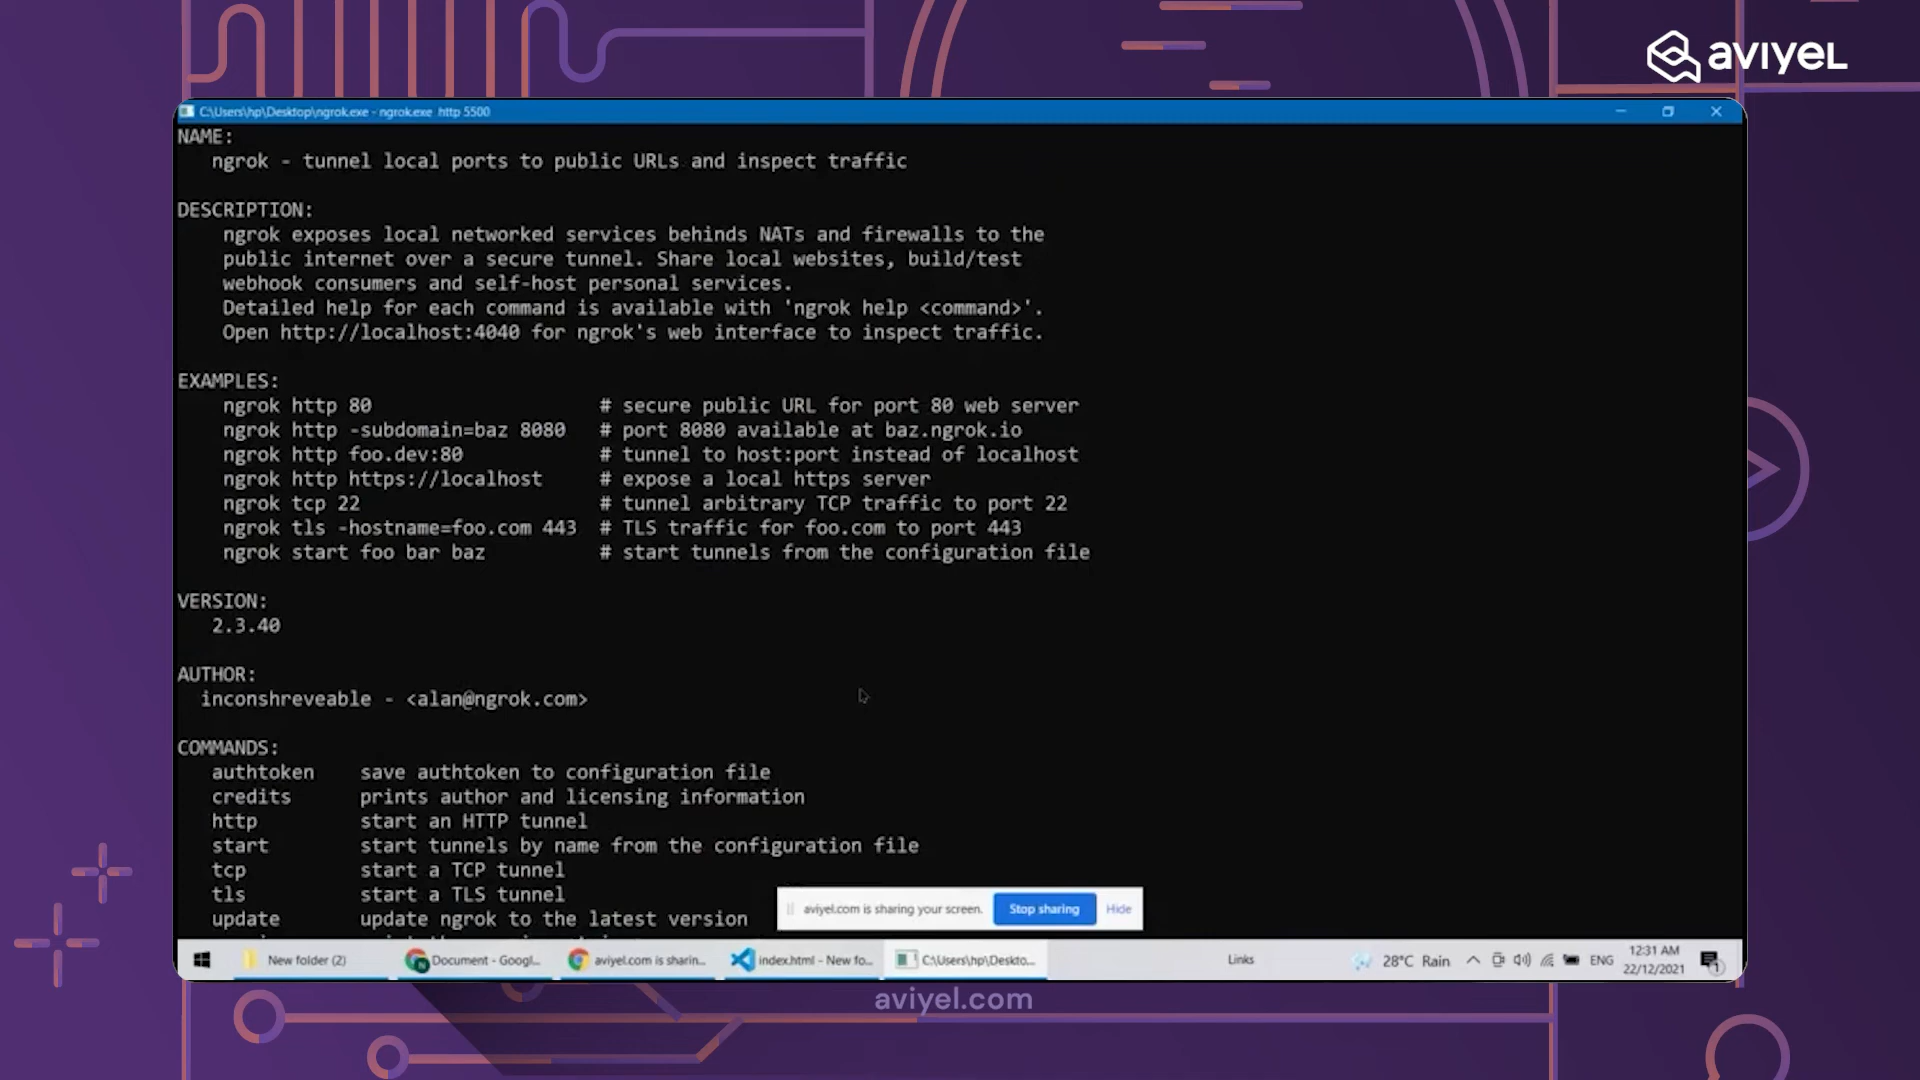 AVIYEL
C:\Users\hp\Desktop\ngrok.exe - ngrok.exe http 5500
NAME:
ngrok - tunnel local ports to public URLs and inspect traffic
DESCRIPTION:
ngrok exposes local networked services behinds NATs and firewalls to the
public internet over a secure tunnel. Share local websites, build/test
webhook consumers and self-host personal services.
Detailed help for each command is available with 'ngrok help <command>'.
Open http://localhost:4040 for ngrok's web interface to inspect traffic.
EXAMPLES:
ngrok http 80 # secure public URL for port 80 web server
ngrok http -subdomain=baz 8080 # port 8080 available at baz.ngrok.io
ngrok http foo.dev:80 # tunnel to host:port instead of localhost
ngrok http https://localhost # expose a local https server
ngrok tcp 22 # tunnel arbitrary TCP traffic to port 22
ngrok tls -hostname=foo.com 443 # TLS traffic for foo.com to port 443
ngrok start foo bar baz # start tunnels from the configuration file
VERSION:
2.3.40
AUTHOR:
inconshreveable - <alan@ngrok.com>
COMMANDS:
authtoken save authtoken to configuration file
credits prints author and licensing information
http start an HTTP tunnel
start start tunnels by name from the configuration file
tcp start a TCP tunnel
tls start a TLS tunnel
update update ngrok to the latest version
aviyel.com is sharing your screen. Stop sharing Hide
New folder (2) Document - Googl... aviyel.com is sharin... index.html - New fo... C:\Users\hp\Deskto... Links 28°C Rain ENG 12:31 AM
22/12/2021 1
aviyel.com